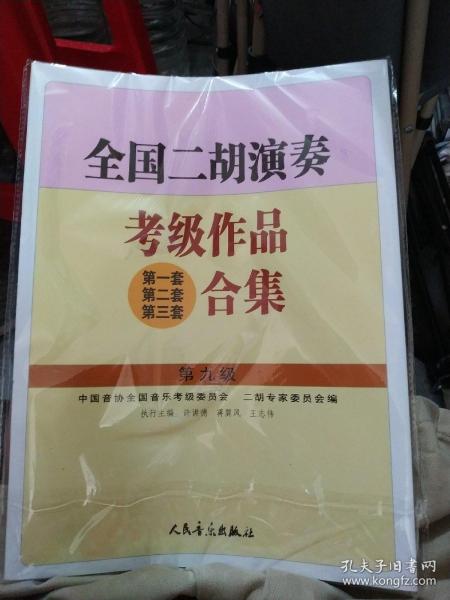 全国二胡演奏
考级作品
第一套
第二套
第三套
合集
第九级
中国音协全国音乐考级委员会 二胡专家委员会编
执行主编 许讲德 蒋巽风 王志伟
人民音乐出版社
孔夫子旧书网
www.kongfz.com